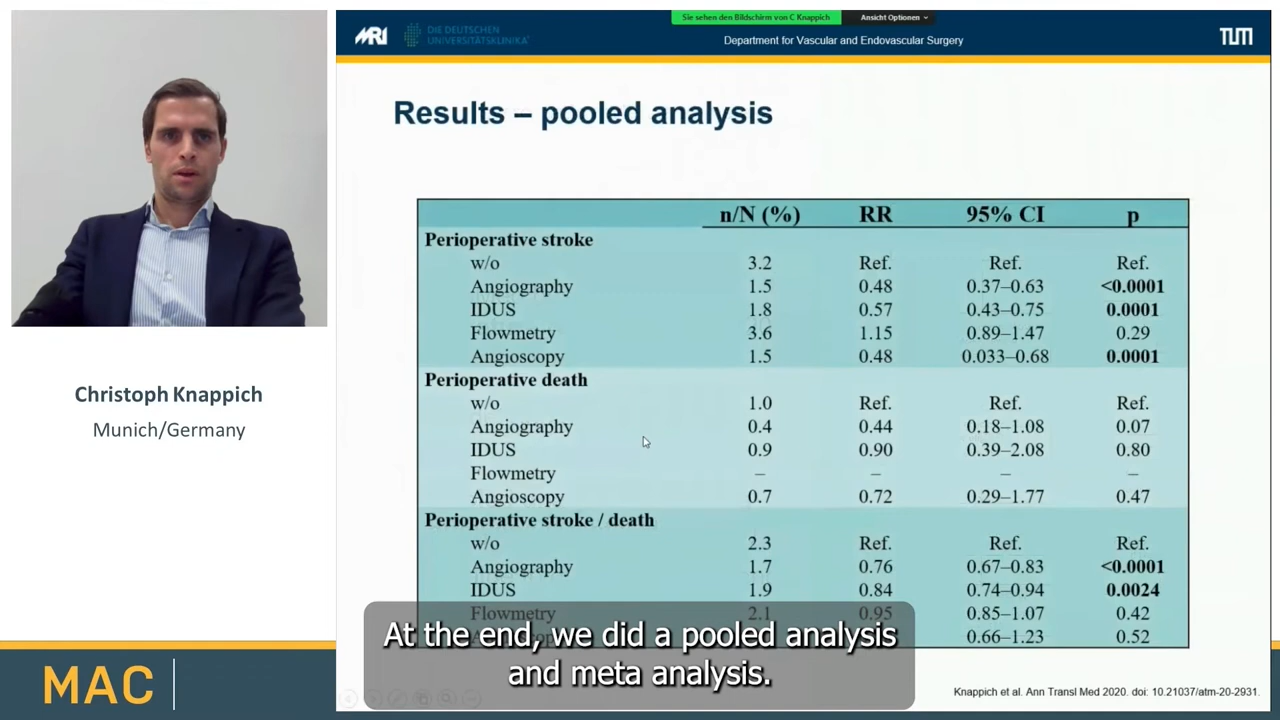 Sie sehen den Bildschirm von C Knappich Ansicht Optionen
MRI
DIE DEUTSCHEN
UNIVERSITÄTSKLINIKA
Department for Vascular and Endovascular Surgery
TUM
Results – pooled analysis
n/N (%) RR 95% CI p
Perioperative stroke
w/o 3.2 Ref. Ref. Ref.
Angiography 1.5 0.48 0.37–0.63 <0.0001
IDUS 1.8 0.57 0.43–0.75 0.0001
Flowmetry 3.6 1.15 0.89–1.47 0.29
Angioscopy 1.5 0.48 0.033–0.68 0.0001
Perioperative death
w/o 1.0 Ref. Ref. Ref.
Angiography 0.4 0.44 0.18–1.08 0.07
IDUS 0.9 0.90 0.39–2.08 0.80
Flowmetry – – – –
Angioscopy 0.7 0.72 0.29–1.77 0.47
Perioperative stroke / death
w/o 2.3 Ref. Ref. Ref.
Angiography 1.7 0.76 0.67–0.83 <0.0001
IDUS 1.9 0.84 0.74–0.94 0.0024
Flowmetry 2.1 0.95 0.85–1.07 0.42
0.66–1.23 0.52
At the end, we did a pooled analysis
and meta analysis.
Knappich et al. Ann Transl Med 2020. doi: 10.21037/atm-20-2931.
Christoph Knappich
Munich/Germany
MAC